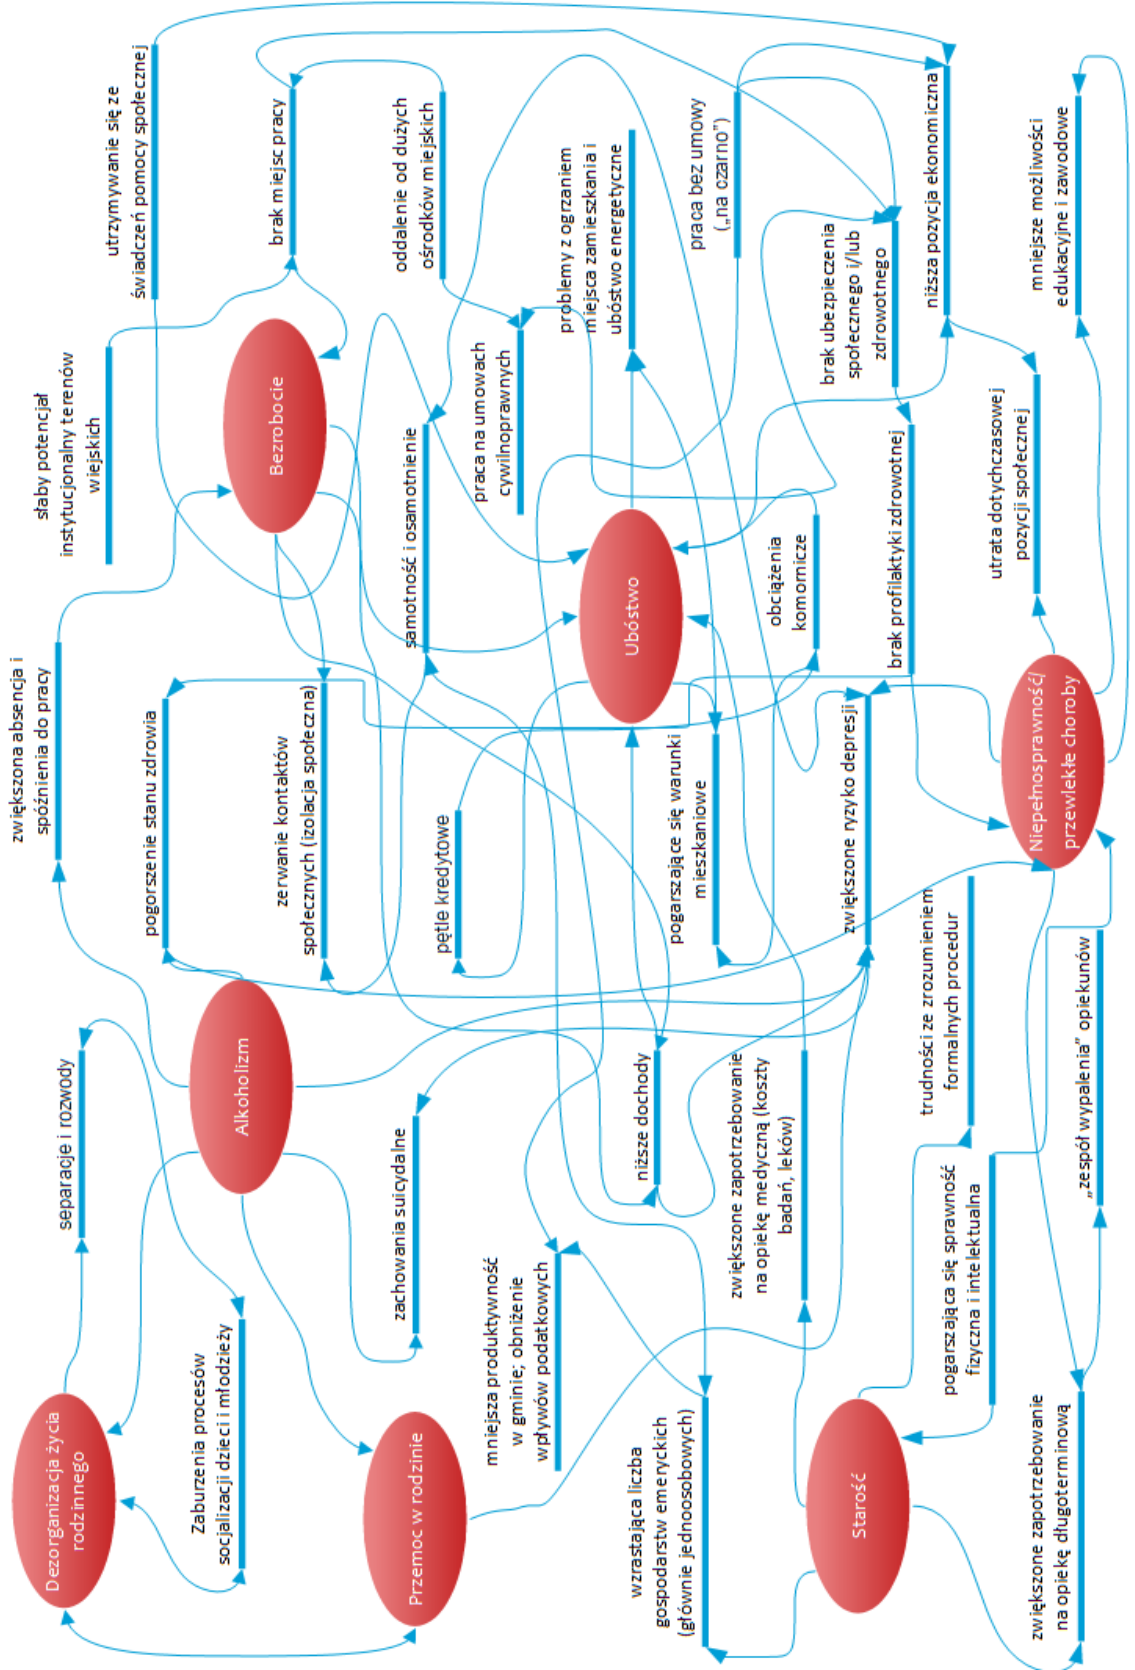 Dezorganizacja życia
rodzinnego
separacje i rozwody
zwiększona absencja i
spóźnienia do pracy
słaby potencjał
instytucjonalny terenów
wiejskich
utrzymywanie się ze
świadczeń pomocy społecznej
Zaburzenia procesów
socjalizacji dzieci i młodzieży
Alkoholizm
pogorszenie stanu zdrowia
Bezrobocie
brak miejsc pracy
zerwanie kontaktów
społecznych (izolacja społeczna)
Przemoc w rodzinie
zachowania suicydalne
samotność i osamotnienie
oddalenie od dużych
ośrodków miejskich
pętle kredytowe
praca na umowach
cywilnoprawnych
mniejsza produktywność
w gminie; obniżenie
wpływów podatkowych
niższe dochody
Ubóstwo
problemy z ogrzaniem
miejsca zamieszkania i
ubóstwo energetyczne
wzrastająca liczba
gospodarstw emeryckich
(głównie jednoosobowych)
pogarszające się warunki
mieszkaniowe
praca bez umowy
(„na czarno”)
zwiększone zapotrzebowanie
na opiekę medyczną (koszty
badań, leków)
obciążenia
komornicze
Starość
zwiększone ryzyko depresji
brak profilaktyki zdrowotnej
brak ubezpieczenia
społecznego i/lub
zdrowotnego
niższa pozycja ekonomiczna
trudności ze zrozumieniem
formalnych procedur
pogarszająca się sprawność
fizyczna i intelektualna
Niepełnosprawność/
przewlekłe choroby
utrata dotychczasowej
pozycji społecznej
mniejsze możliwości
edukacyjne i zawodowe
zwiększone zapotrzebowanie
na opiekę długoterminową
„zespół wypalenia” opiekunów